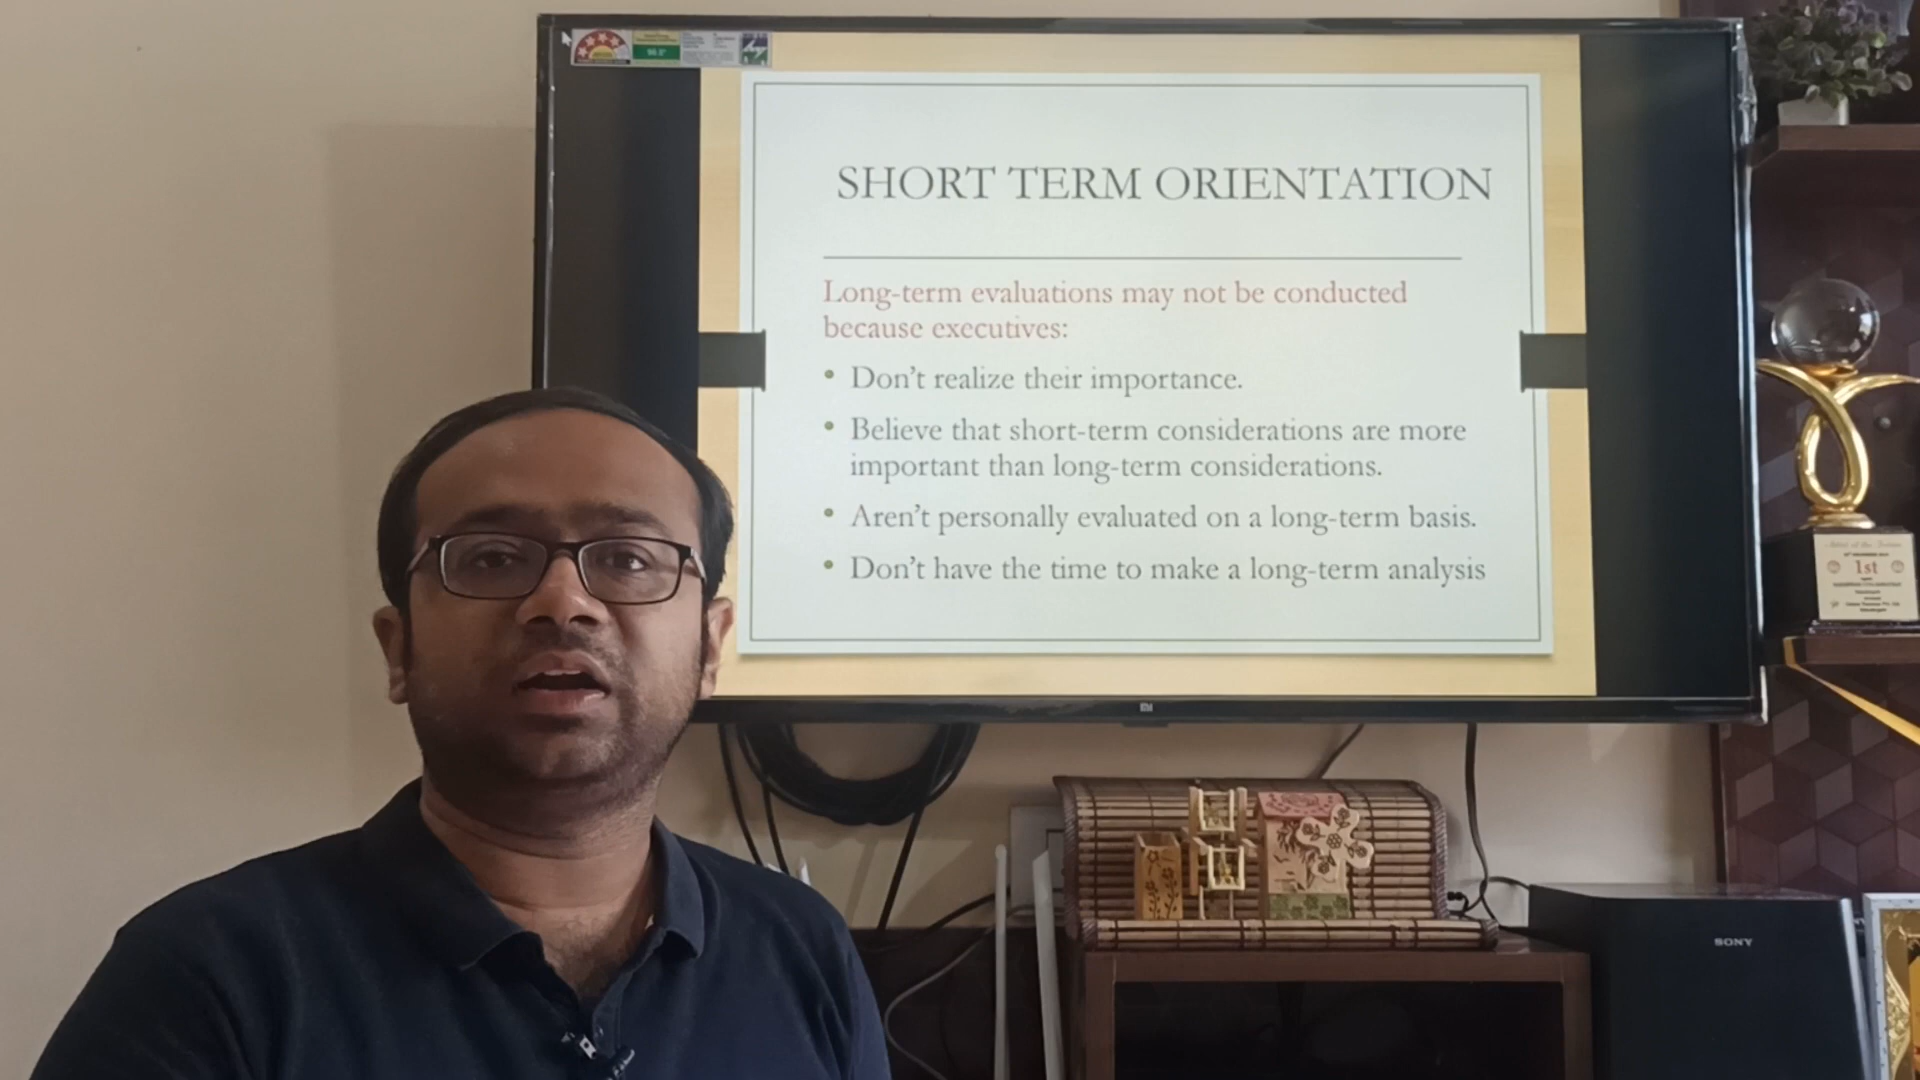 SHORT TERM ORIENTATION
Long-term evaluations may not be conducted
because executives:
• Don't realize their importance.
• Believe that short-term considerations are more
important than long-term considerations.
• Aren't personally evaluated on a long-term basis.
• Don't have the time to make a long-term analysis
1st
SONY